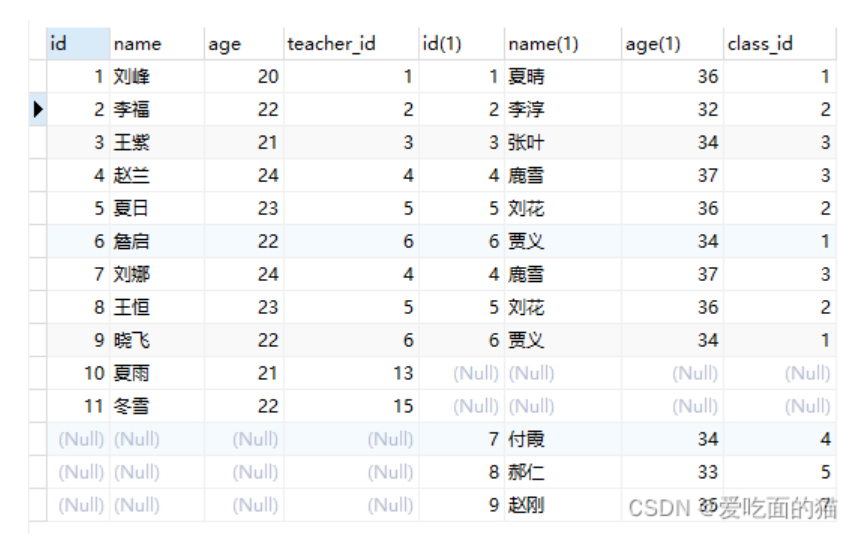 id name age teacher_id id(1) name(1) age(1) class_id
1 刘峰 20 1 1 夏晴 36 1
2 李福 22 2 2 李淳 32 2
3 王紫 21 3 3 张叶 34 3
4 赵兰 24 4 4 鹿雪 37 3
5 夏日 23 5 5 刘花 36 2
6 詹启 22 6 6 贾义 34 1
7 刘娜 24 4 4 鹿雪 37 3
8 王恒 23 5 5 刘花 36 2
9 晓飞 22 6 6 贾义 34 1
10 夏雨 21 13 (Null) (Null) (Null) (Null)
11 冬雪 22 15 (Null) (Null) (Null) (Null)
(Null) (Null) (Null) (Null) 7 付霞 34 4
(Null) (Null) (Null) (Null) 8 郝仁 33 5
(Null) (Null) (Null) (Null) 9 赵刚 35 7
CSDN @爱吃面的猫